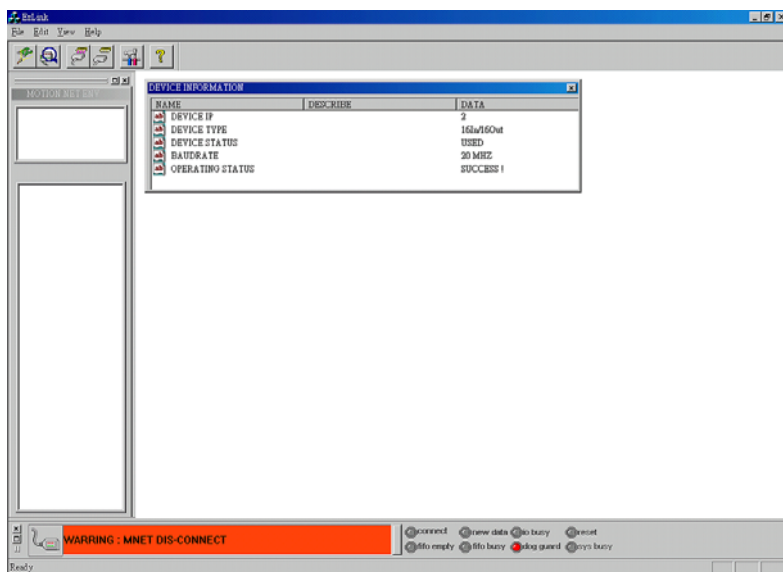 EzLink
File Edit View Help
MOTION NET ENV
DEVICE INFORMATION
NAME DESCRIBE DATA
DEVICE IP 2
DEVICE TYPE 16In/16Out
DEVICE STATUS USED
BAUDRATE 20 MHZ
OPERATING STATUS SUCCESS !
WARRING : MNET DIS-CONNECT
connect new data io busy reset
fifo empty fifo busy dog guard sys busy
Ready